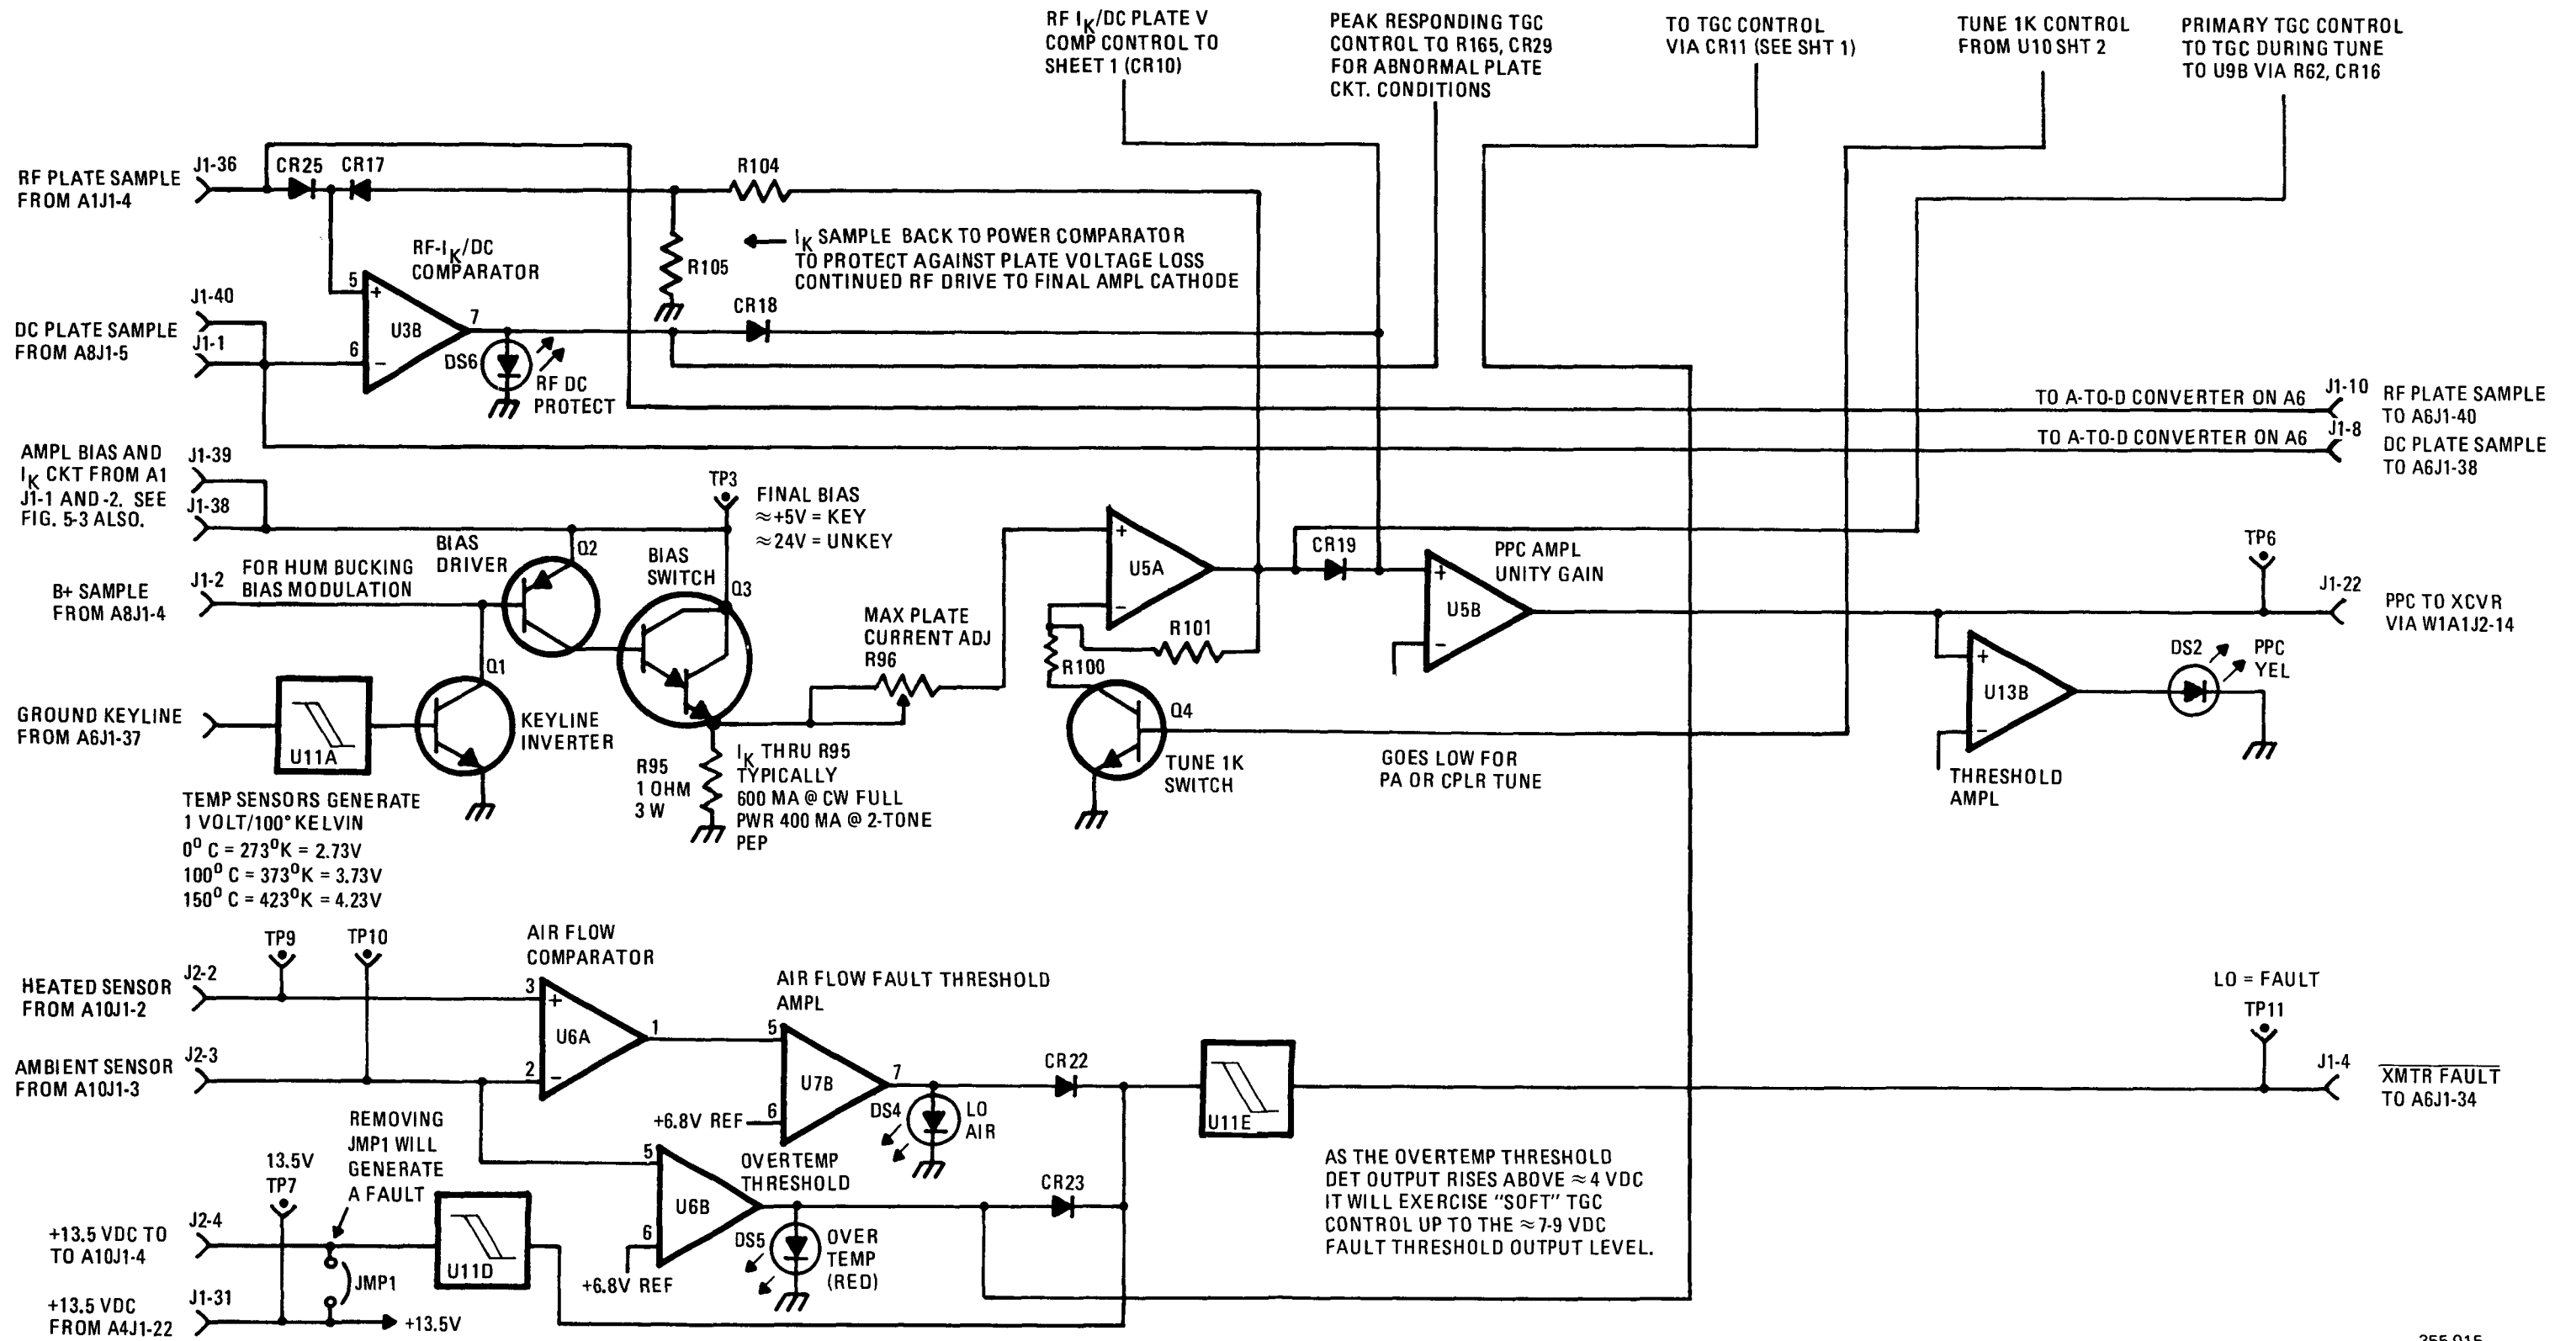 RF IK/DC PLATE V
COMP CONTROL TO
SHEET 1 (CR10)
PEAK RESPONDING TGC
CONTROL TO R165, CR29
FOR ABNORMAL PLATE
CKT. CONDITIONS
TO TGC CONTROL
VIA CR11 (SEE SHT 1)
TUNE 1K CONTROL
FROM U10 SHT 2
PRIMARY TGC CONTROL
TO TGC DURING TUNE
TO U9B VIA R62, CR16
RF PLATE SAMPLE
FROM A1J1-4
J1-36
CR25
CR17
R104
R105
IK SAMPLE BACK TO POWER COMPARATOR
TO PROTECT AGAINST PLATE VOLTAGE LOSS
CONTINUED RF DRIVE TO FINAL AMPL CATHODE
RF-IK/DC
COMPARATOR
5
+
U3B
7
6
−
CR18
DS6
RF DC
PROTECT
J1-40
DC PLATE SAMPLE
FROM A8J1-5
J1-1
TO A-TO-D CONVERTER ON A6
J1-10
RF PLATE SAMPLE
TO A6J1-40
TO A-TO-D CONVERTER ON A6
J1-8
DC PLATE SAMPLE
TO A6J1-38
AMPL BIAS AND
IK CKT FROM A1
J1-1 AND -2. SEE
FIG. 5-3 ALSO.
J1-39
J1-38
TP3
FINAL BIAS
≈+5V = KEY
≈24V = UNKEY
BIAS
DRIVER
Q2
BIAS
SWITCH
Q3
B+ SAMPLE
FROM A8J1-4
J1-2
FOR HUM BUCKING
BIAS MODULATION
Q1
KEYLINE
INVERTER
GROUND KEYLINE
FROM A6J1-37
U11A
MAX PLATE
CURRENT ADJ
R96
R95
1 OHM
3 W
IK THRU R95
TYPICALLY
600 MA @ CW FULL
PWR 400 MA @ 2-TONE
PEP
+
U5A
−
R101
R100
Q4
TUNE 1K
SWITCH
CR19
PPC AMPL
UNITY GAIN
+
U5B
−
GOES LOW FOR
PA OR CPLR TUNE
TP6
J1-22
PPC TO XCVR
VIA W1A1J2-14
+
U13B
−
THRESHOLD
AMPL
DS2
PPC
YEL
TEMP SENSORS GENERATE
1 VOLT/100° KELVIN
0° C = 273°K = 2.73V
100° C = 373°K = 3.73V
150° C = 423°K = 4.23V
TP9
TP10
AIR FLOW
COMPARATOR
HEATED SENSOR
FROM A10J1-2
J2-2
3
+
U6A
1
2
−
AMBIENT SENSOR
FROM A10J1-3
J2-3
AIR FLOW FAULT THRESHOLD
AMPL
5
U7B
7
6
+6.8V REF
DS4
LO
AIR
CR22
U11E
LO = FAULT
TP11
J1-4
XMTR FAULT
TO A6J1-34
REMOVING
JMP1 WILL
GENERATE
A FAULT
13.5V
TP7
5
OVERTEMP
THRESHOLD
U6B
6
+6.8V REF
DS5
OVER
TEMP
(RED)
CR23
AS THE OVERTEMP THRESHOLD
DET OUTPUT RISES ABOVE ≈4 VDC
IT WILL EXERCISE "SOFT" TGC
CONTROL UP TO THE ≈7-9 VDC
FAULT THRESHOLD OUTPUT LEVEL.
+13.5 VDC TO
TO A10J1-4
J2-4
U11D
JMP1
+13.5 VDC
FROM A4J1-22
J1-31
+13.5V